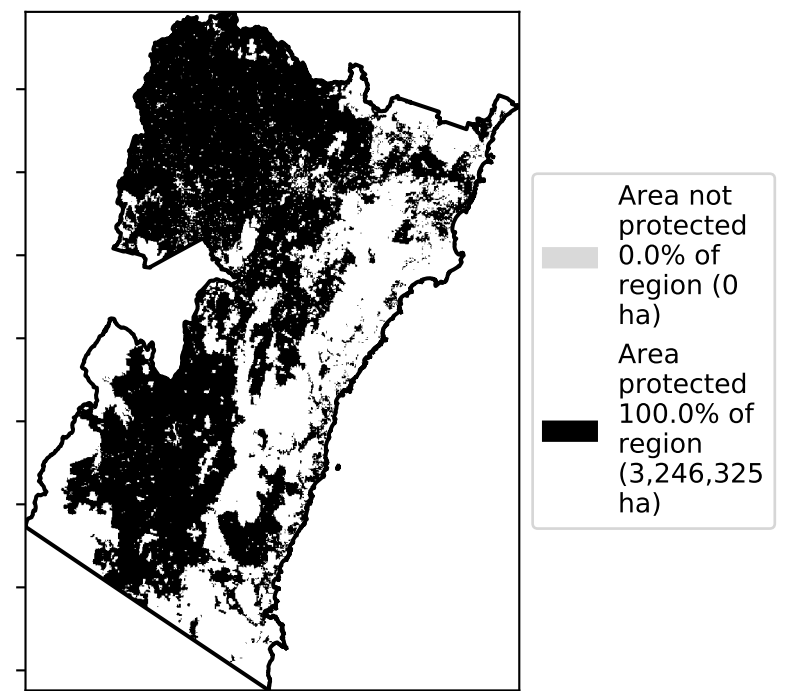 Area not
protected
0.0% of
region (0
ha)
Area
protected
100.0% of
region
(3,246,325
ha)